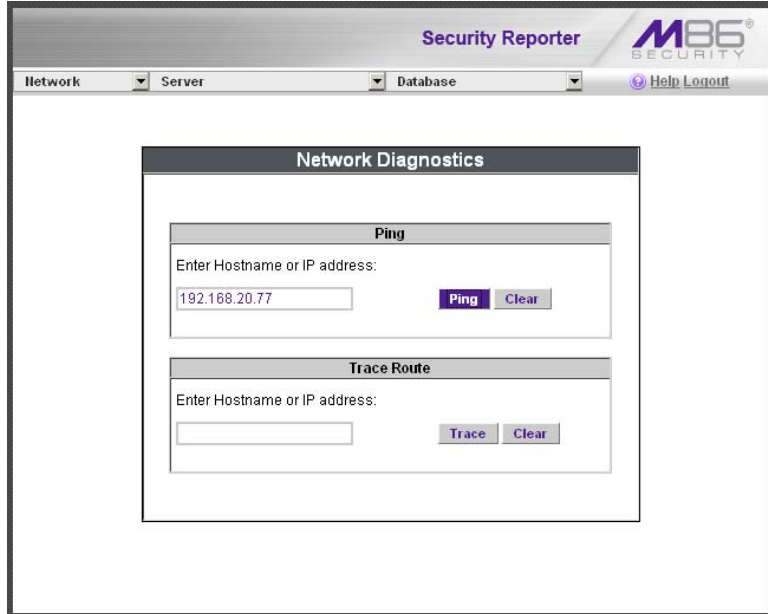 Security Reporter
M86®
SECURITY
Network Server Database Help Logout
Network Diagnostics
Ping
Enter Hostname or IP address:
192.168.20.77 Ping Clear
Trace Route
Enter Hostname or IP address:
Trace Clear